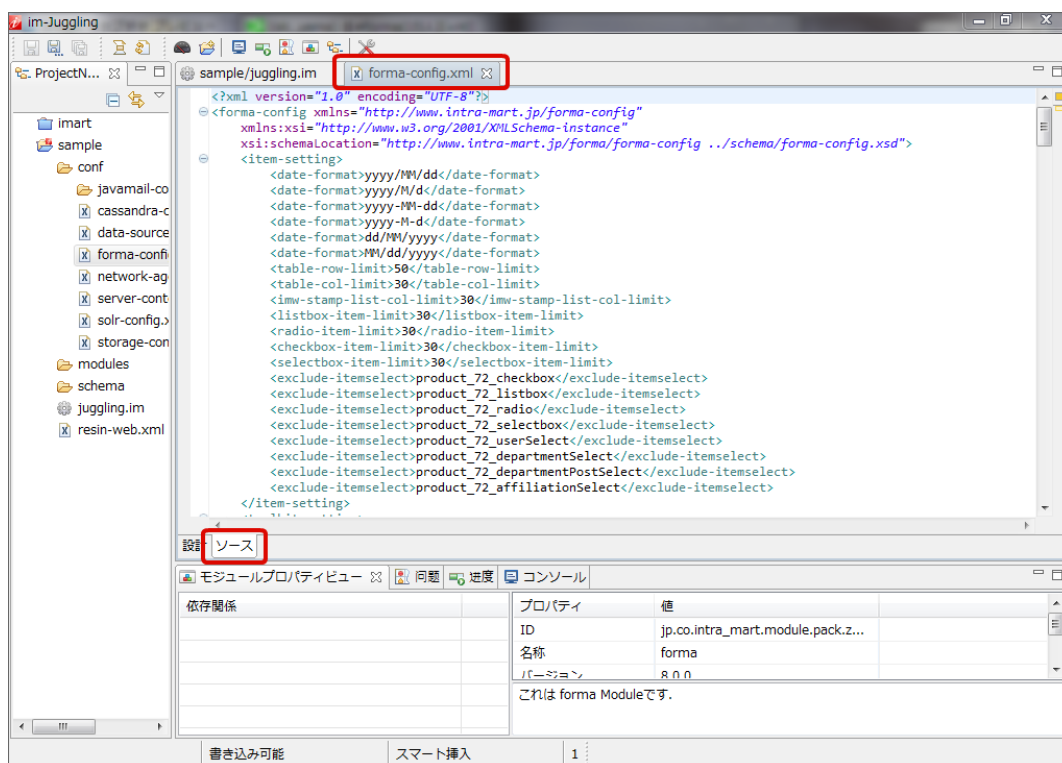 im-Juggling
ProjectN...
sample/juggling.im
forma-config.xml
imart
sample
conf
javamail-co
cassandra-c
data-source
forma-confi
network-ag
server-cont
solr-config.x
storage-con
modules
schema
juggling.im
resin-web.xml
<?xml version="1.0" encoding="UTF-8"?>
<forma-config xmlns="http://www.intra-mart.jp/forma-config"
xmlns:xsi="http://www.w3.org/2001/XMLSchema-instance"
xsi:schemaLocation="http://www.intra-mart.jp/forma/forma-config ../schema/forma-config.xsd">
<item-setting>
<date-format>yyyy/MM/dd</date-format>
<date-format>yyyy/M/d</date-format>
<date-format>yyyy-MM-dd</date-format>
<date-format>yyyy-M-d</date-format>
<date-format>dd/MM/yyyy</date-format>
<date-format>MM/dd/yyyy</date-format>
<table-row-limit>50</table-row-limit>
<table-col-limit>30</table-col-limit>
<imw-stamp-list-col-limit>30</imw-stamp-list-col-limit>
<listbox-item-limit>30</listbox-item-limit>
<radio-item-limit>30</radio-item-limit>
<checkbox-item-limit>30</checkbox-item-limit>
<selectbox-item-limit>30</selectbox-item-limit>
<exclude-itemselect>product_72_checkbox</exclude-itemselect>
<exclude-itemselect>product_72_listbox</exclude-itemselect>
<exclude-itemselect>product_72_radio</exclude-itemselect>
<exclude-itemselect>product_72_selectbox</exclude-itemselect>
<exclude-itemselect>product_72_userSelect</exclude-itemselect>
<exclude-itemselect>product_72_departmentSelect</exclude-itemselect>
<exclude-itemselect>product_72_departmentPostSelect</exclude-itemselect>
<exclude-itemselect>product_72_affiliationSelect</exclude-itemselect>
</item-setting>
設計 ソース
モジュールプロパティビュー 问题 进度 コンソール
依存関係
プロパティ 値
ID jp.co.intra_mart.module.pack.z...
名称 forma
バージョン 8.0.0
これは forma Moduleです.
書き込み可能 スマート挿入 1